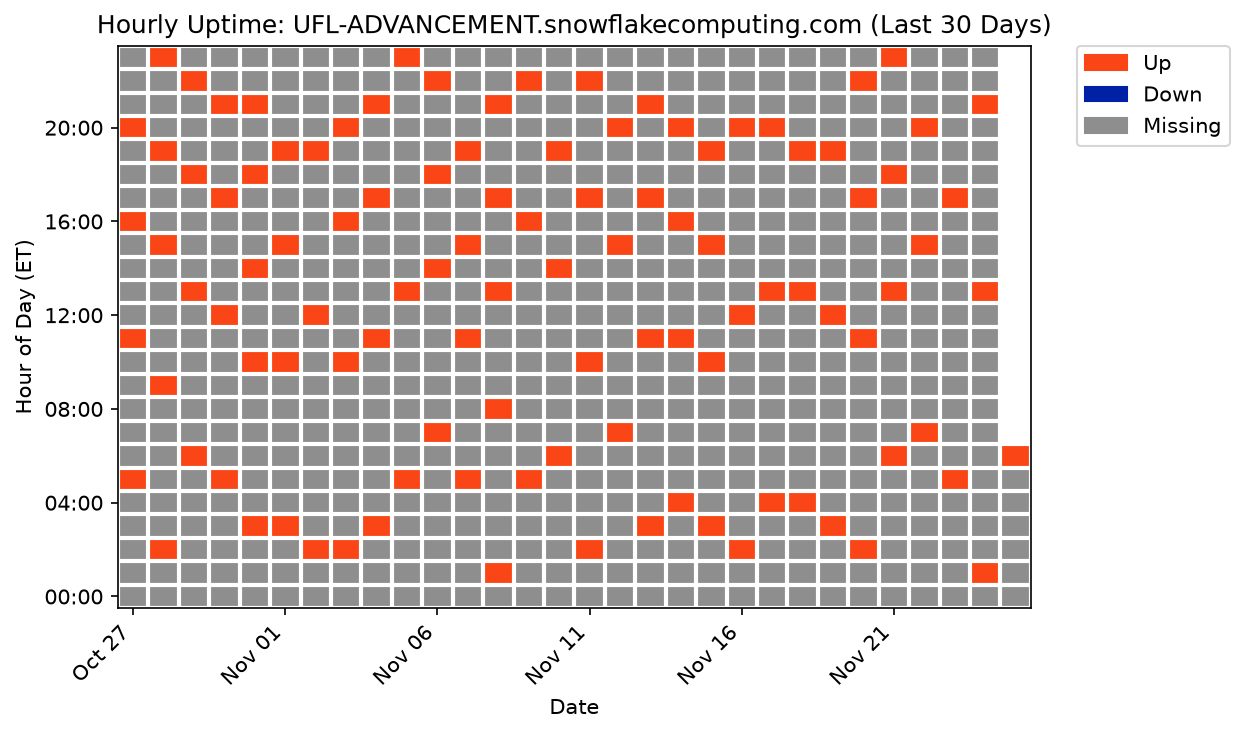 Hourly Uptime: UFL-ADVANCEMENT.snowflakecomputing.com (Last 30 Days)
Up
Down
Missing
Hour of Day (ET)
20:00
16:00
12:00
08:00
04:00
00:00
Oct 27
Nov 01
Nov 06
Nov 11
Nov 16
Nov 21
Date